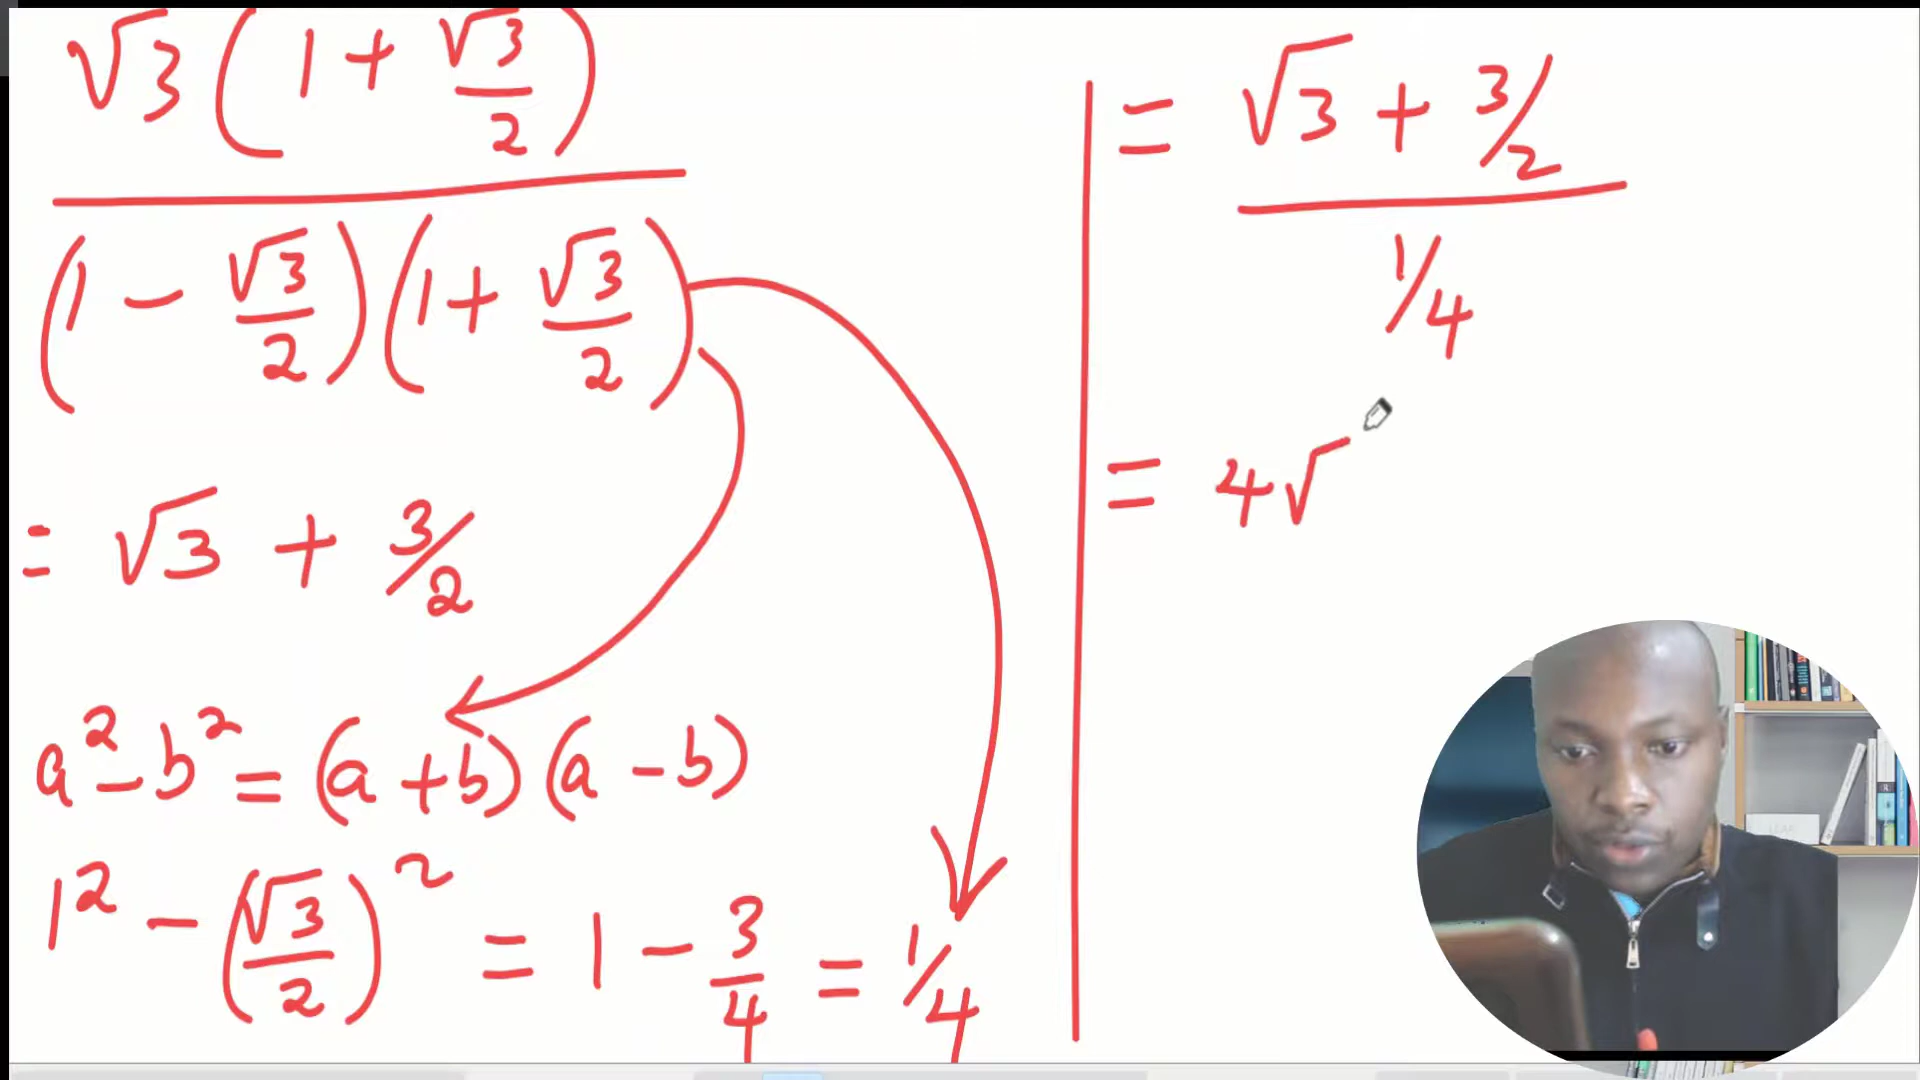 √3 ( 1 + √3/2 )
(1 - √3/2)(1 + √3/2)
= √3 + 3/2
a² - b² = (a + b)(a - b)
1² - (√3/2)² = 1 - 3/4 = 1/4
= √3 + 3/2
1/4
= 4√